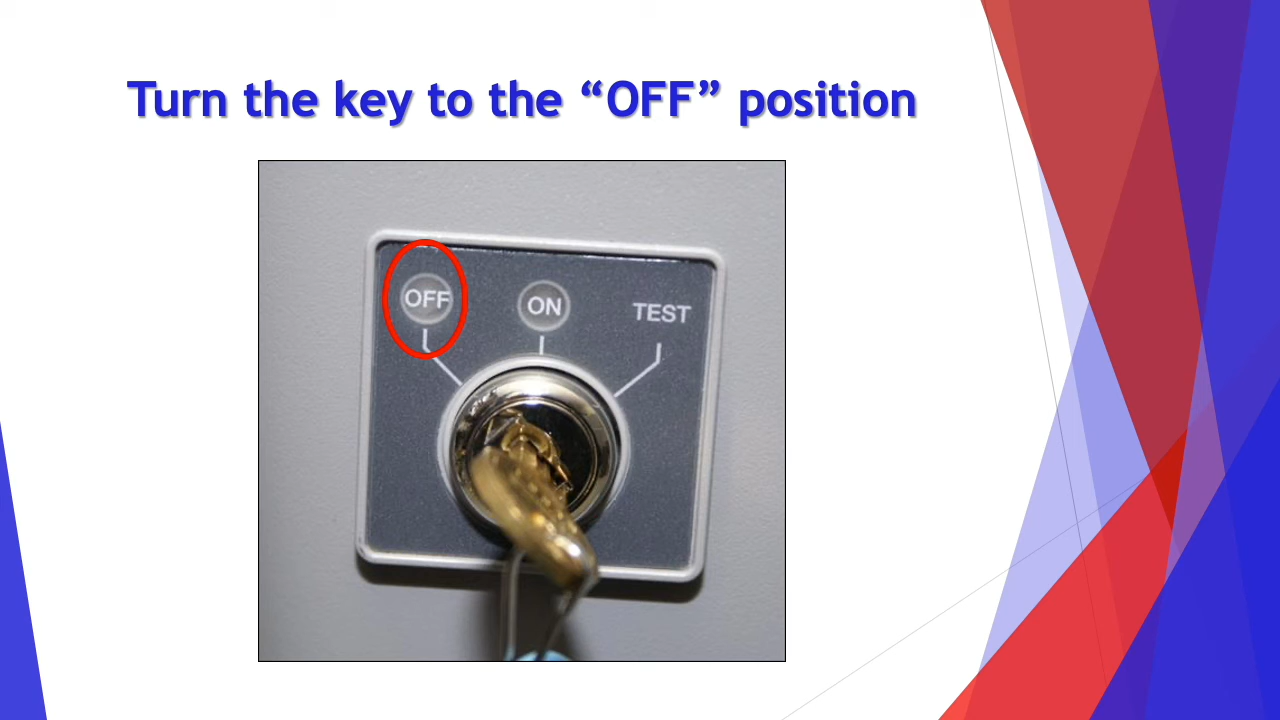 Turn the key to the “OFF” position
OFF
ON
TEST